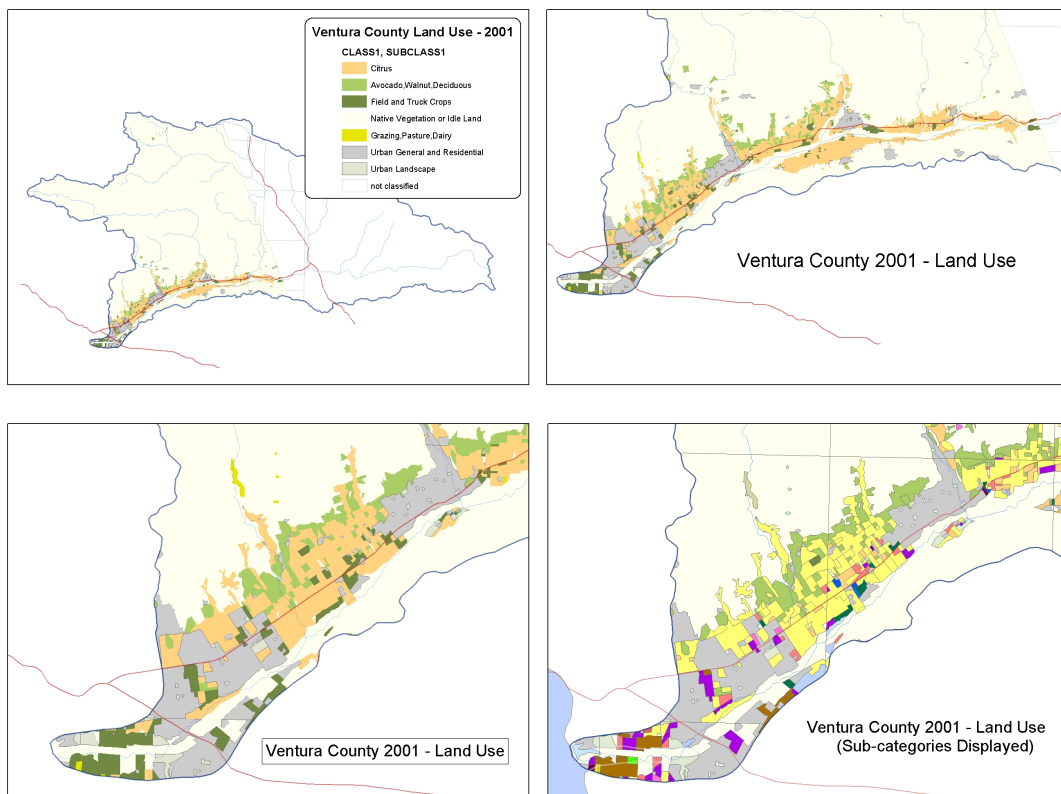 Ventura County Land Use - 2001
CLASS1, SUBCLASS1
Citrus
Avocado,Walnut,Deciduous
Field and Truck Crops
Native Vegetation or Idle Land
Grazing,Pasture,Dairy
Urban General and Residential
Urban Landscape
not classified
Ventura County 2001 - Land Use
Ventura County 2001 - Land Use
Ventura County 2001 - Land Use
(Sub-categories Displayed)